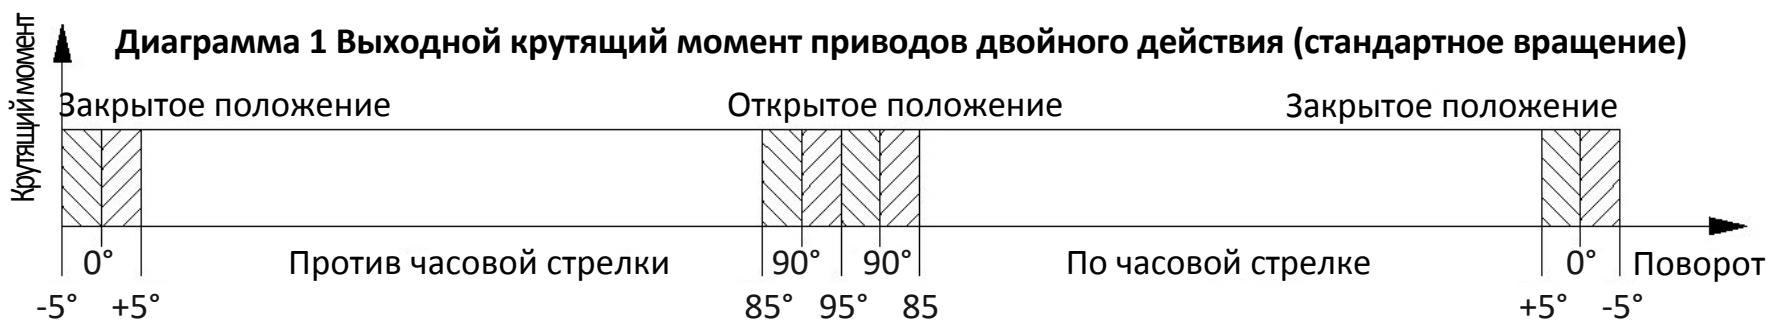 Диаграмма 1 Выходной крутящий момент приводов двойного действия (стандартное вращение)
Крутящий момент
Закрытое положение Открытое положение Закрытое положение
0° Против часовой стрелки 90° 90° По часовой стрелке 0° Поворот
-5° +5° 85° 95° 85 +5° -5°